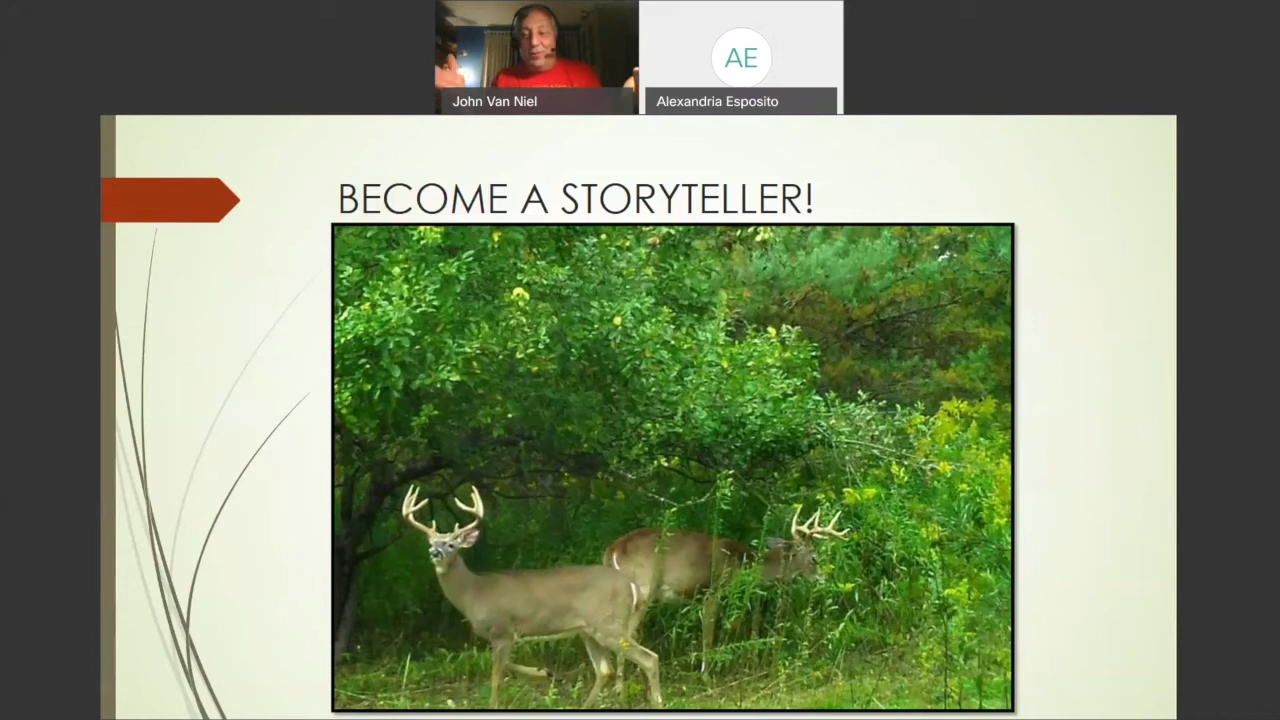 John Van Niel
AE
Alexandria Esposito
BECOME A STORYTELLER!